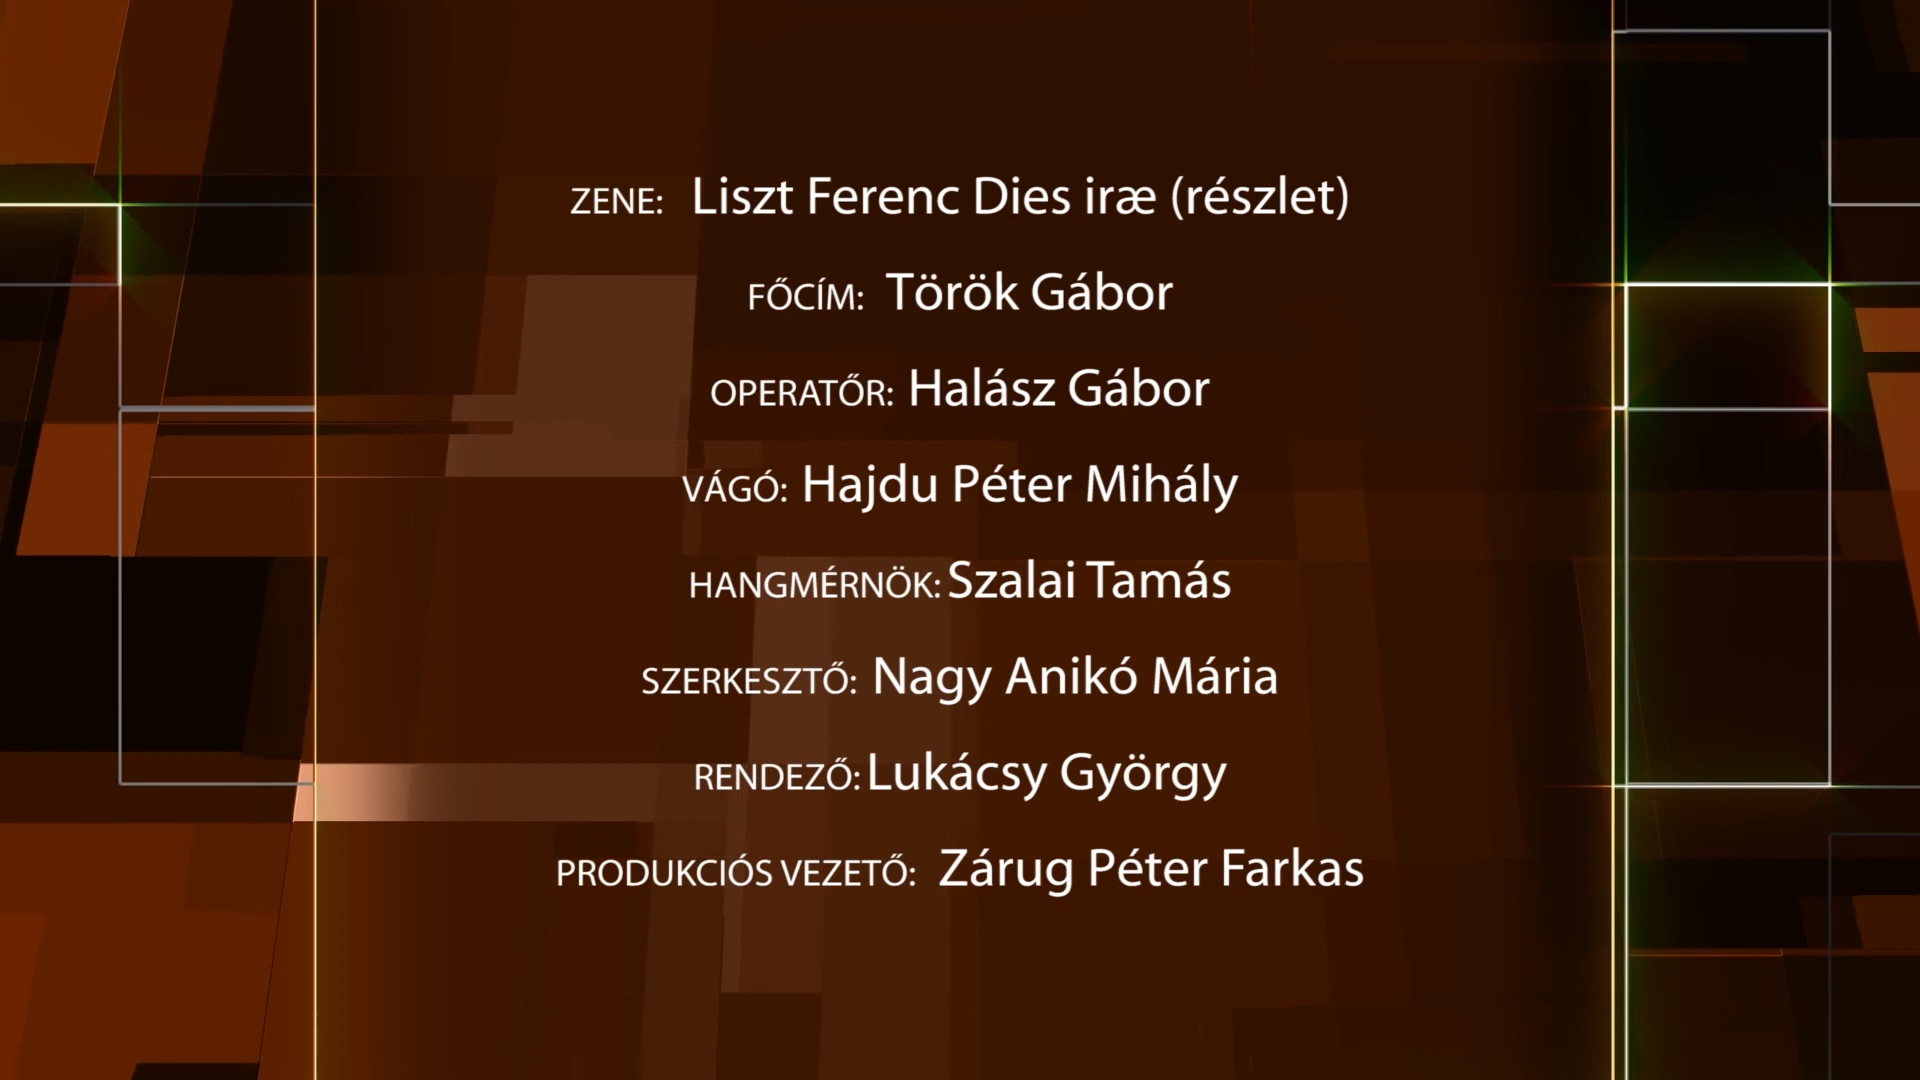 ZENE: Liszt Ferenc Dies iræ (részlet)
FŐCÍM: Török Gábor
OPERATŐR: Halász Gábor
VÁGÓ: Hajdu Péter Mihály
HANGMÉRNÖK: Szalai Tamás
SZERKESZTŐ: Nagy Anikó Mária
RENDEZŐ: Lukácsy György
PRODUKCIÓS VEZETŐ: Zárug Péter Farkas